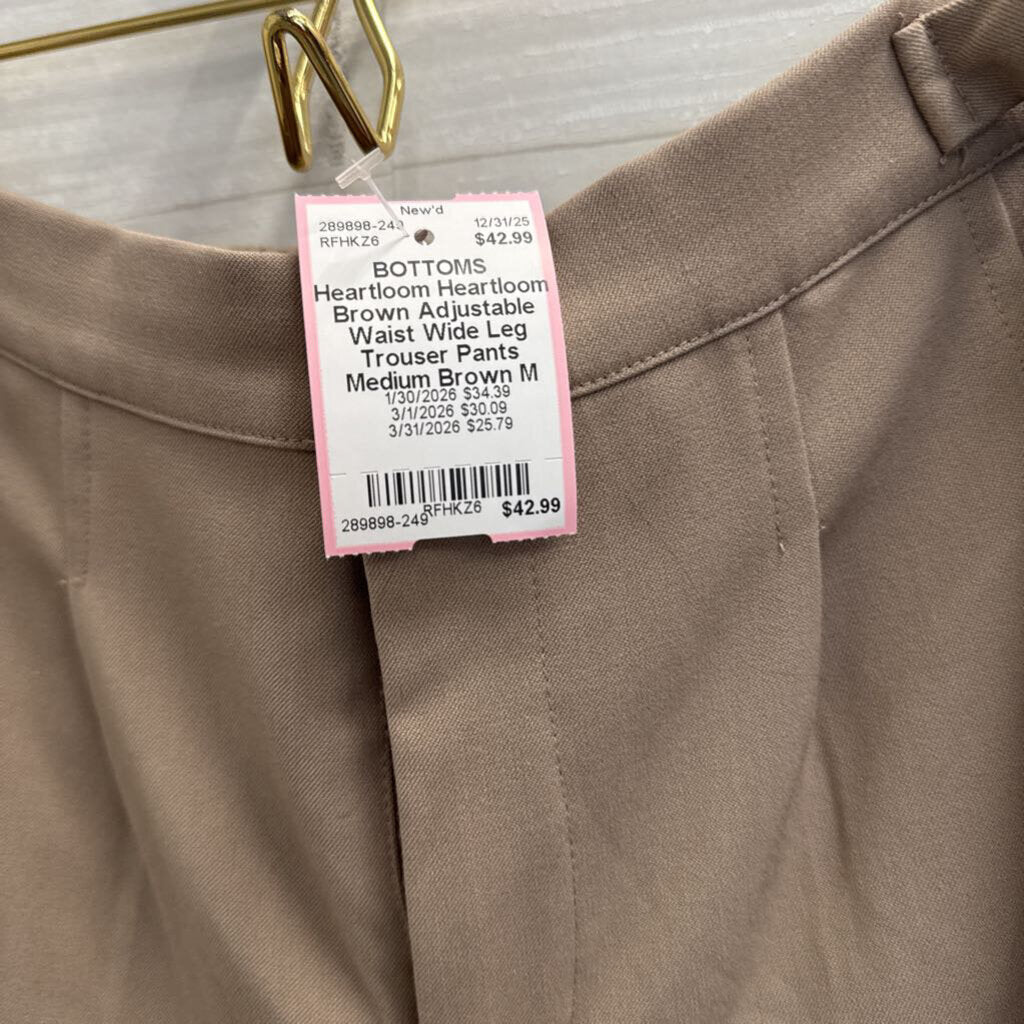 New'd
289898-249 12/31/25
RFHKZ6 $42.99
BOTTOMS
Heartloom Heartloom
Brown Adjustable
Waist Wide Leg
Trouser Pants
Medium Brown M
1/30/2026 $34.39
3/1/2026 $30.09
3/31/2026 $25.79
289898-249 RFHKZ6 $42.99